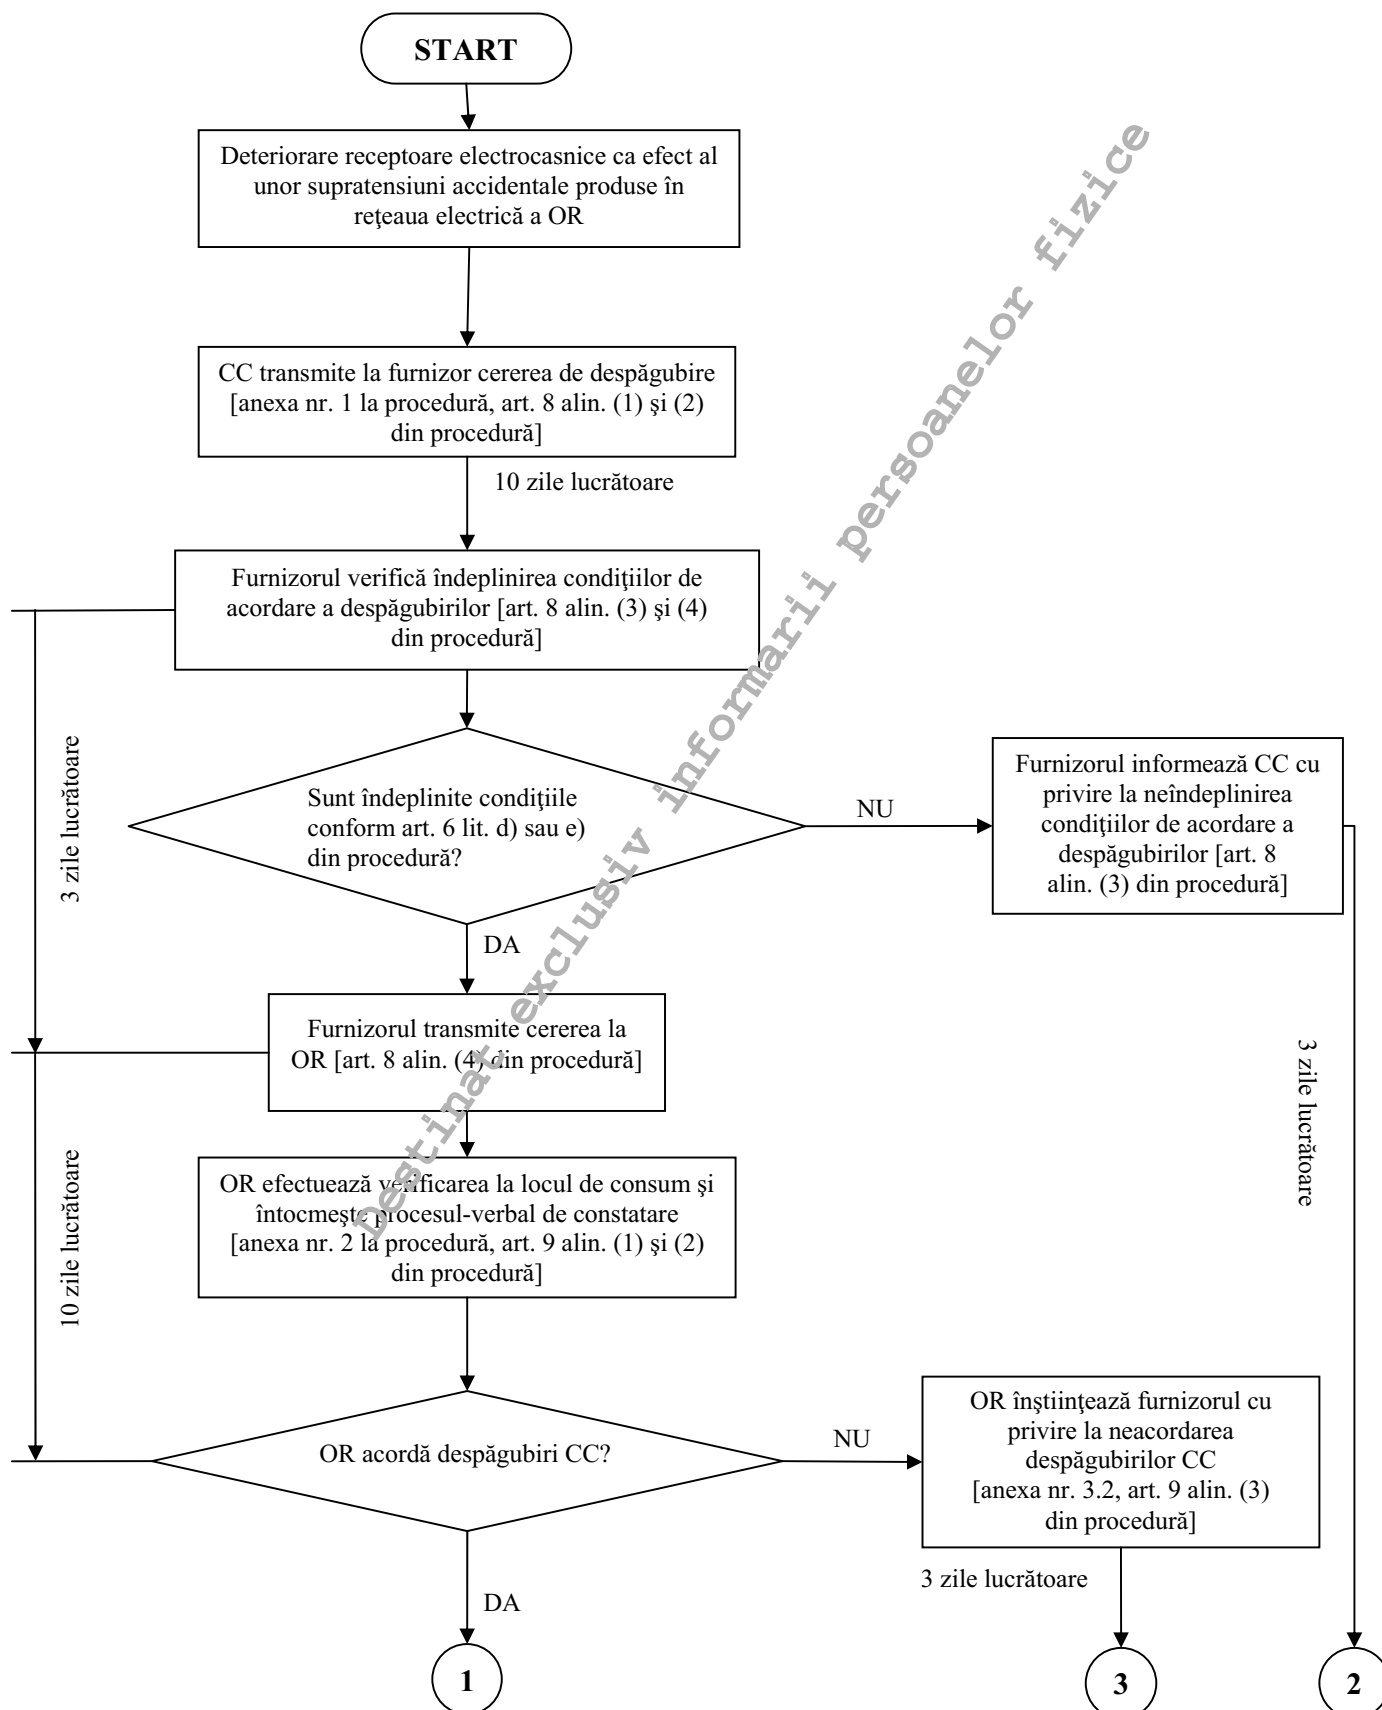 START
Deteriorare receptoare electrocasnice ca efect al
unor supratensiuni accidentale produse în
reţeaua electrică a OR
CC transmite la furnizor cererea de despăgubire
[anexa nr. 1 la procedură, art. 8 alin. (1) şi (2)
din procedură]
10 zile lucrătoare
Furnizorul verifică îndeplinirea condiţiilor de
acordare a despăgubirilor [art. 8 alin. (3) şi (4)
din procedură]
3 zile lucrătoare
Sunt îndeplinite condiţiile
conform art. 6 lit. d) sau e)
din procedură?
NU
Furnizorul informează CC cu
privire la neîndeplinirea
condiţiilor de acordare a
despăgubirilor [art. 8
alin. (3) din procedură]
DA
Furnizorul transmite cererea la
OR [art. 8 alin. (4) din procedură]
3 zile lucrătoare
10 zile lucrătoare
OR efectuează verificarea la locul de consum şi
întocmeşte procesul-verbal de constatare
[anexa nr. 2 la procedură, art. 9 alin. (1) şi (2)
din procedură]
OR acordă despăgubiri CC?
NU
OR înştiinţează furnizorul cu
privire la neacordarea
despăgubirilor CC
[anexa nr. 3.2, art. 9 alin. (3)
din procedură]
3 zile lucrătoare
DA
1
3
2
Destinat exclusiv informarii persoanelor fizice